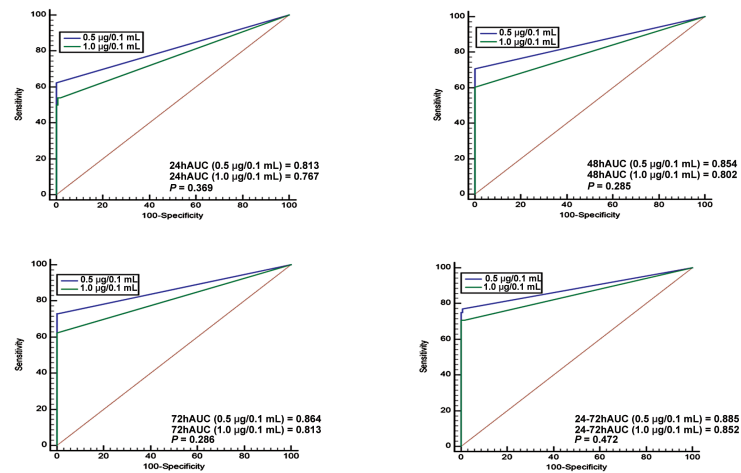 100
80
60
40
20
0
Sensitivity
0.5 µg/0.1 mL
1.0 µg/0.1 mL
24hAUC (0.5 µg/0.1 mL) = 0.813
24hAUC (1.0 µg/0.1 mL) = 0.767
P = 0.369
0 20 40 60 80 100
100-Specificity
100
80
60
40
20
0
Sensitivity
0.5 µg/0.1 mL
1.0 µg/0.1 mL
48hAUC (0.5 µg/0.1 mL) = 0.854
48hAUC (1.0 µg/0.1 mL) = 0.802
P = 0.285
0 20 40 60 80 100
100-Specificity
100
80
60
40
20
0
Sensitivity
0.5 µg/0.1 mL
1.0 µg/0.1 mL
72hAUC (0.5 µg/0.1 mL) = 0.864
72hAUC (1.0 µg/0.1 mL) = 0.813
P = 0.286
0 20 40 60 80 100
100-Specificity
100
80
60
40
20
0
Sensitivity
0.5 µg/0.1 mL
1.0 µg/0.1 mL
24-72hAUC (0.5 µg/0.1 mL) = 0.885
24-72hAUC (1.0 µg/0.1 mL) = 0.852
P = 0.472
0 20 40 60 80 100
100-Specificity